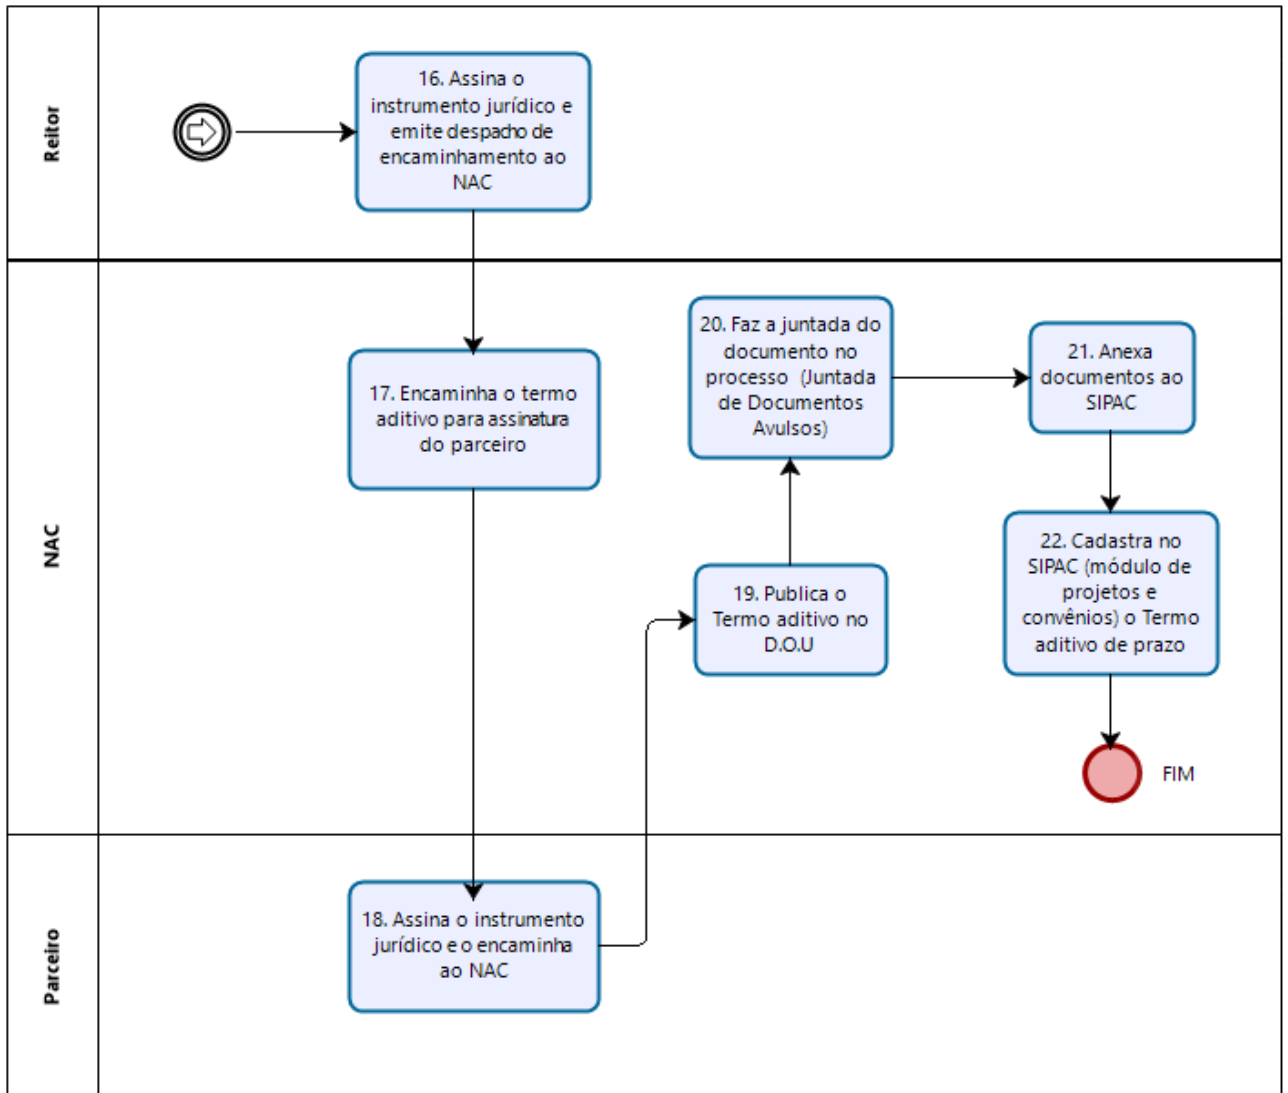 Reitor
16. Assina o
instrumento jurídico e
emite despacho de
encaminhamento ao
NAC
NAC
17. Encaminha o termo
aditivo para assinatura
do parceiro
20. Faz a juntada do
documento no
processo (Juntada
de Documentos
Avulsos)
21. Anexa
documentos ao
SIPAC
19. Publica o
Termo aditivo no
D.O.U
22. Cadastra no
SIPAC (módulo de
projetos e
convênios) o Termo
aditivo de prazo
FIM
Parceiro
18. Assina o instrumento
jurídico e o encaminha
ao NAC